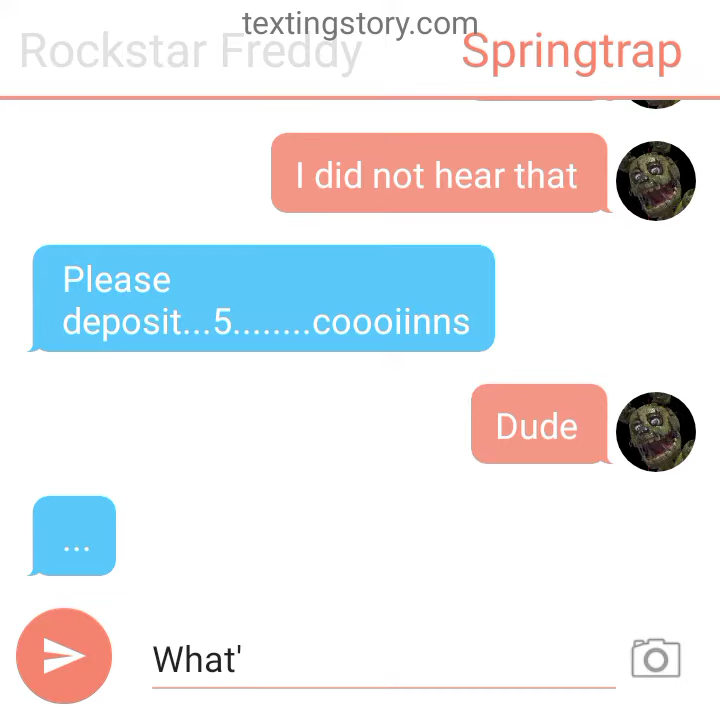 textingstory.com
Rockstar Freddy
Springtrap
I did not hear that
Please
deposit...5........coooiinns
Dude
...
What'